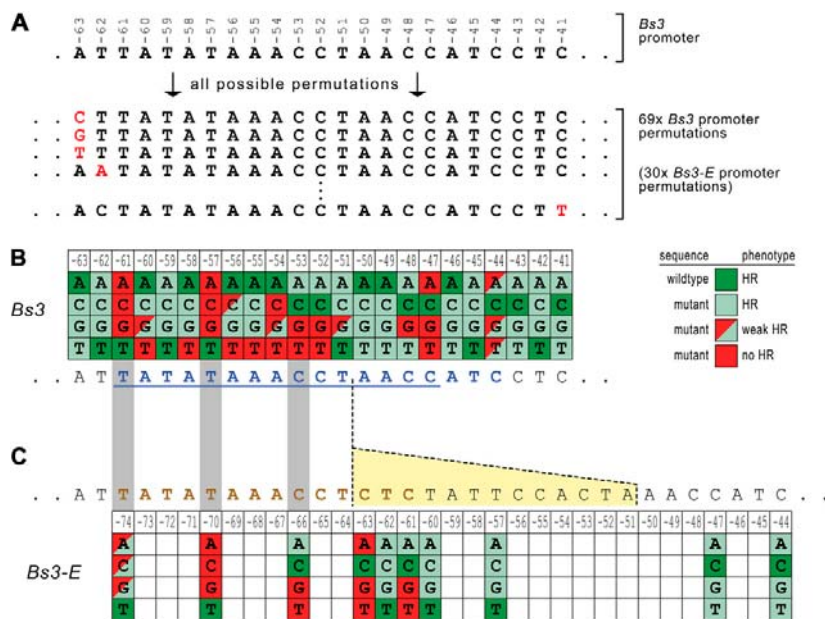 A
-63 -62 -61 -60 -59 -58 -57 -56 -55 -54 -53 -52 -51 -50 -49 -48 -47 -46 -45 -44 -43 -42 -41
. . A T T A T A T A A A C C T A A C C A T C C T C . .
Bs3
promoter
all possible permutations
. . C T T A T A T A A A C C T A A C C A T C C T C . .
. . G T T A T A T A A A C C T A A C C A T C C T C . .
. . T T T A T A T A A A C C T A A C C A T C C T C . .
. . A A T A T A T A A A C C T A A C C A T C C T C . .
. . A C T A T A T A A A C C T A A C C A T C C T T . .
69x Bs3 promoter
permutations
(30x Bs3-E promoter
permutations)
B
-63 -62 -61 -60 -59 -58 -57 -56 -55 -54 -53 -52 -51 -50 -49 -48 -47 -46 -45 -44 -43 -42 -41
Bs3
A A A A A A A A A A A A A A A A A A A A A A A
C C C C C C C C C C C C C C C C C C C C C C C
G G G G G G G G G G G G G G G G G G G G G G G
T T T T T T T T T T T T T T T T T T T T T T T
sequence phenotype
wildtype HR
mutant HR
mutant weak HR
mutant no HR
. . A T T A T A T A A A C C T A A C C A T C C T C . .
C
. . A T T A T A T A A A C C T C T C T A T T C C A C T A A A C C A T C . .
-74 -73 -72 -71 -70 -69 -68 -67 -66 -65 -64 -63 -62 -61 -60 -59 -58 -57 -56 -55 -54 -53 -52 -51 -50 -49 -48 -47 -46 -45 -44
Bs3-E
A A A A A A A A A A
C C C C C C C C C C
G G G G G G G G G G
T T T T T T T T T T